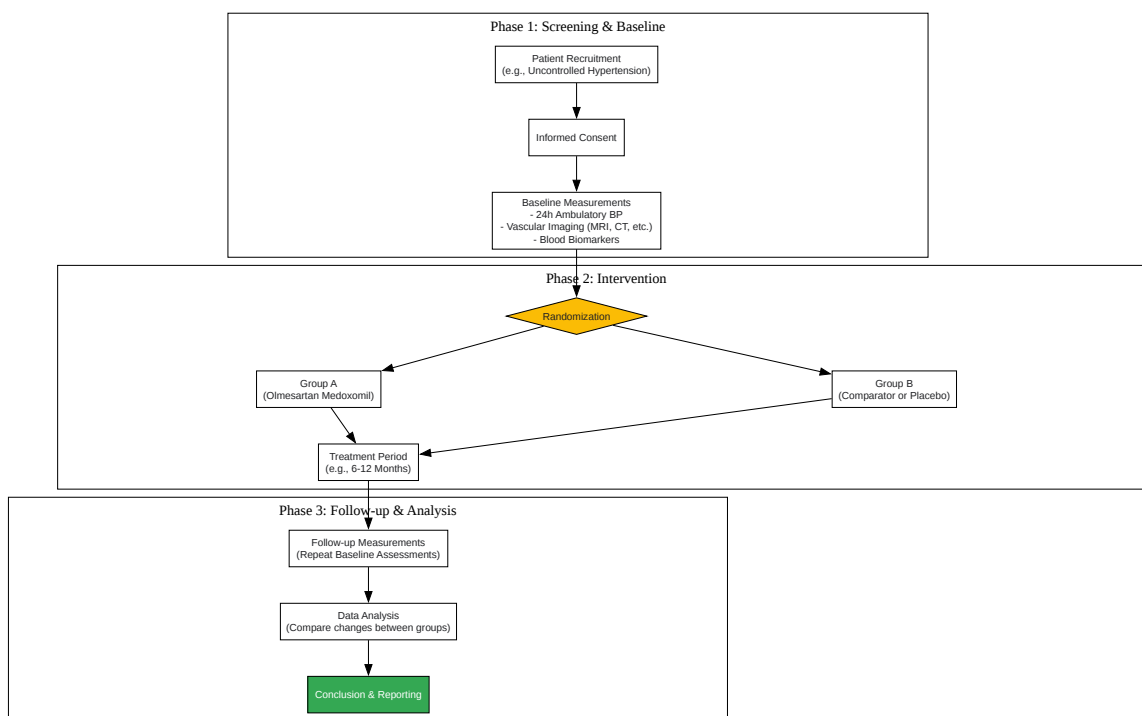 Phase 1: Screening & Baseline
Patient Recruitment
(e.g., Uncontrolled Hypertension)
Informed Consent
Baseline Measurements
- 24h Ambulatory BP
- Vascular Imaging (MRI, CT, etc.)
- Blood Biomarkers
Phase 2: Intervention
Randomization
Group A
(Olmesartan Medoxomil)
Group B
(Comparator or Placebo)
Treatment Period
(e.g., 6-12 Months)
Phase 3: Follow-up & Analysis
Follow-up Measurements
(Repeat Baseline Assessments)
Data Analysis
(Compare changes between groups)
Conclusion & Reporting